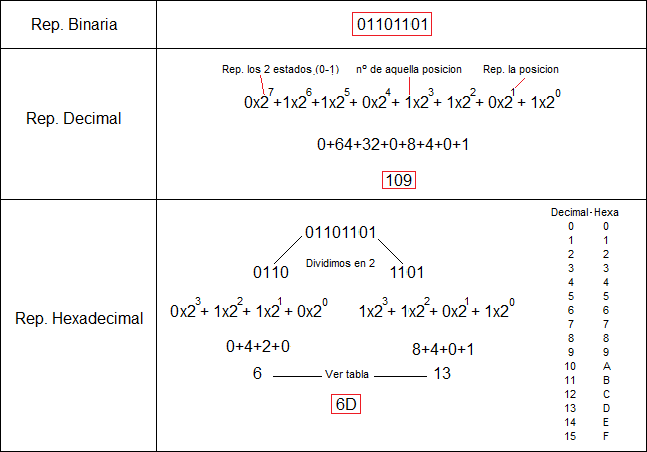 Rep. Binaria
01101101
Rep. los 2 estados (0-1) nº de aquella posicion Rep. la posicion
Rep. Decimal
0x2⁷+1x2⁶+1x2⁵+ 0x2⁴+ 1x2³+ 1x2²+ 0x2¹+ 1x2⁰
0+64+32+0+8+4+0+1
109
Rep. Hexadecimal
01101101
Dividimos en 2
0110 1101
0x2³+ 1x2²+ 1x2¹+ 0x2⁰ 1x2³+ 1x2²+ 0x2¹+ 1x2⁰
0+4+2+0 8+4+0+1
6 Ver tabla 13
6D
Decimal-Hexa
0 0
1 1
2 2
3 3
4 4
5 5
6 6
7 7
8 8
9 9
10 A
11 B
12 C
13 D
14 E
15 F